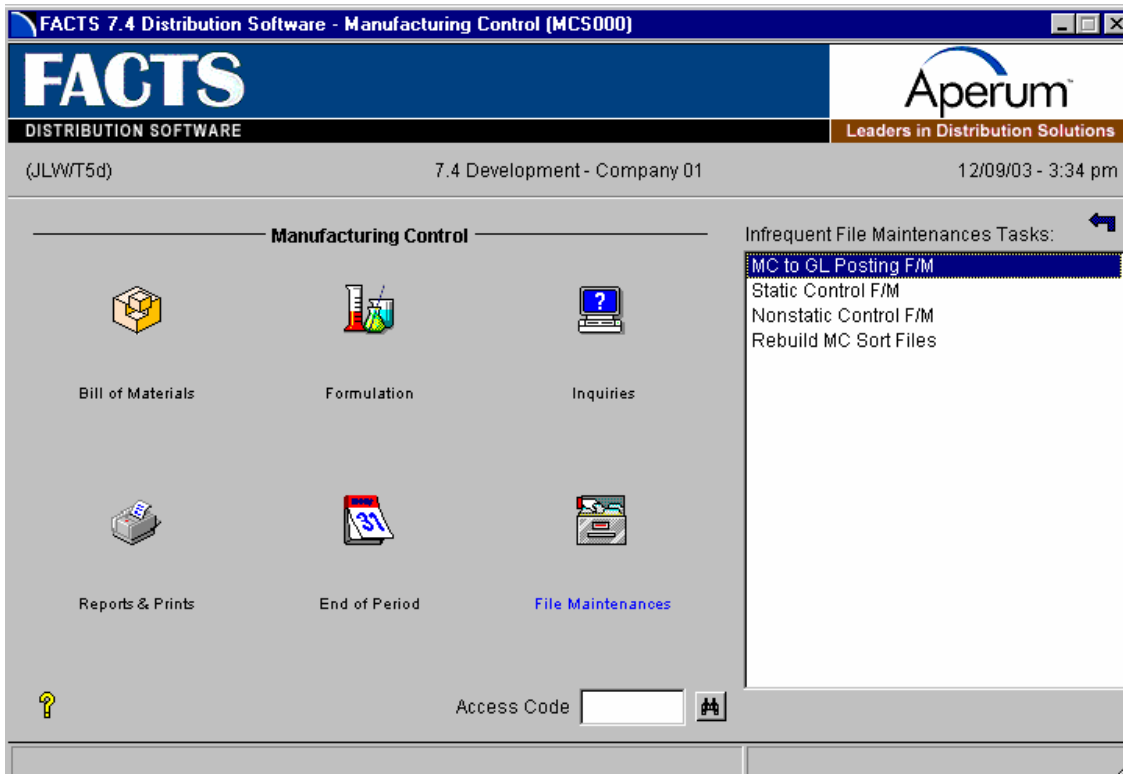 FACTS 7.4 Distribution Software - Manufacturing Control (MCS000)
FACTS
DISTRIBUTION SOFTWARE
Aperum™
Leaders in Distribution Solutions
(JLW/T5d)
7.4 Development - Company 01
12/09/03 - 3:34 pm
Manufacturing Control
Bill of Materials
Formulation
?
Inquiries
Reports & Prints
31
End of Period
File Maintenances
Infrequent File Maintenances Tasks:
MC to GL Posting F/M
Static Control F/M
Nonstatic Control F/M
Rebuild MC Sort Files
?
Access Code